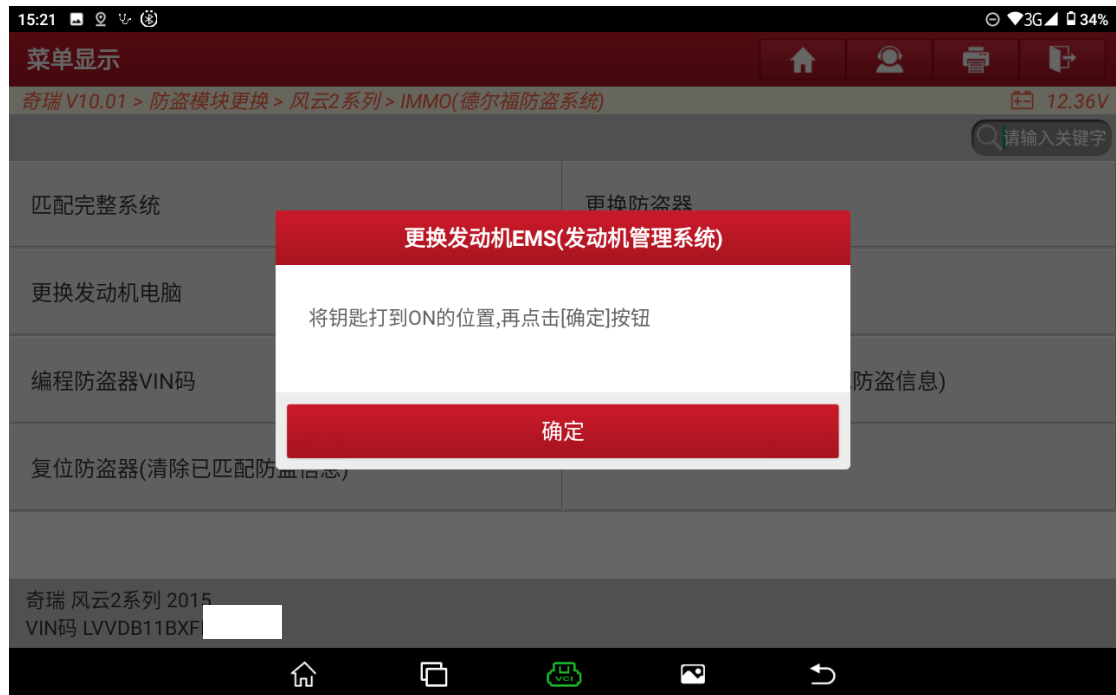 15:21
3G 34%
菜单显示
奇瑞 V10.01 > 防盗模块更换 > 风云2系列 > IMMO(德尔福防盗系统)
12.36V
请输入关键字
匹配完整系统
更换防盗器
更换发动机EMS(发动机管理系统)
更换发动机电脑
将钥匙打到ON的位置,再点击[确定]按钮
编程防盗器VIN码
防盗信息)
确定
复位防盗器(清除已匹配防盗信息)
奇瑞 风云2系列 2015
VIN码 LVVDB11BXF
VCI